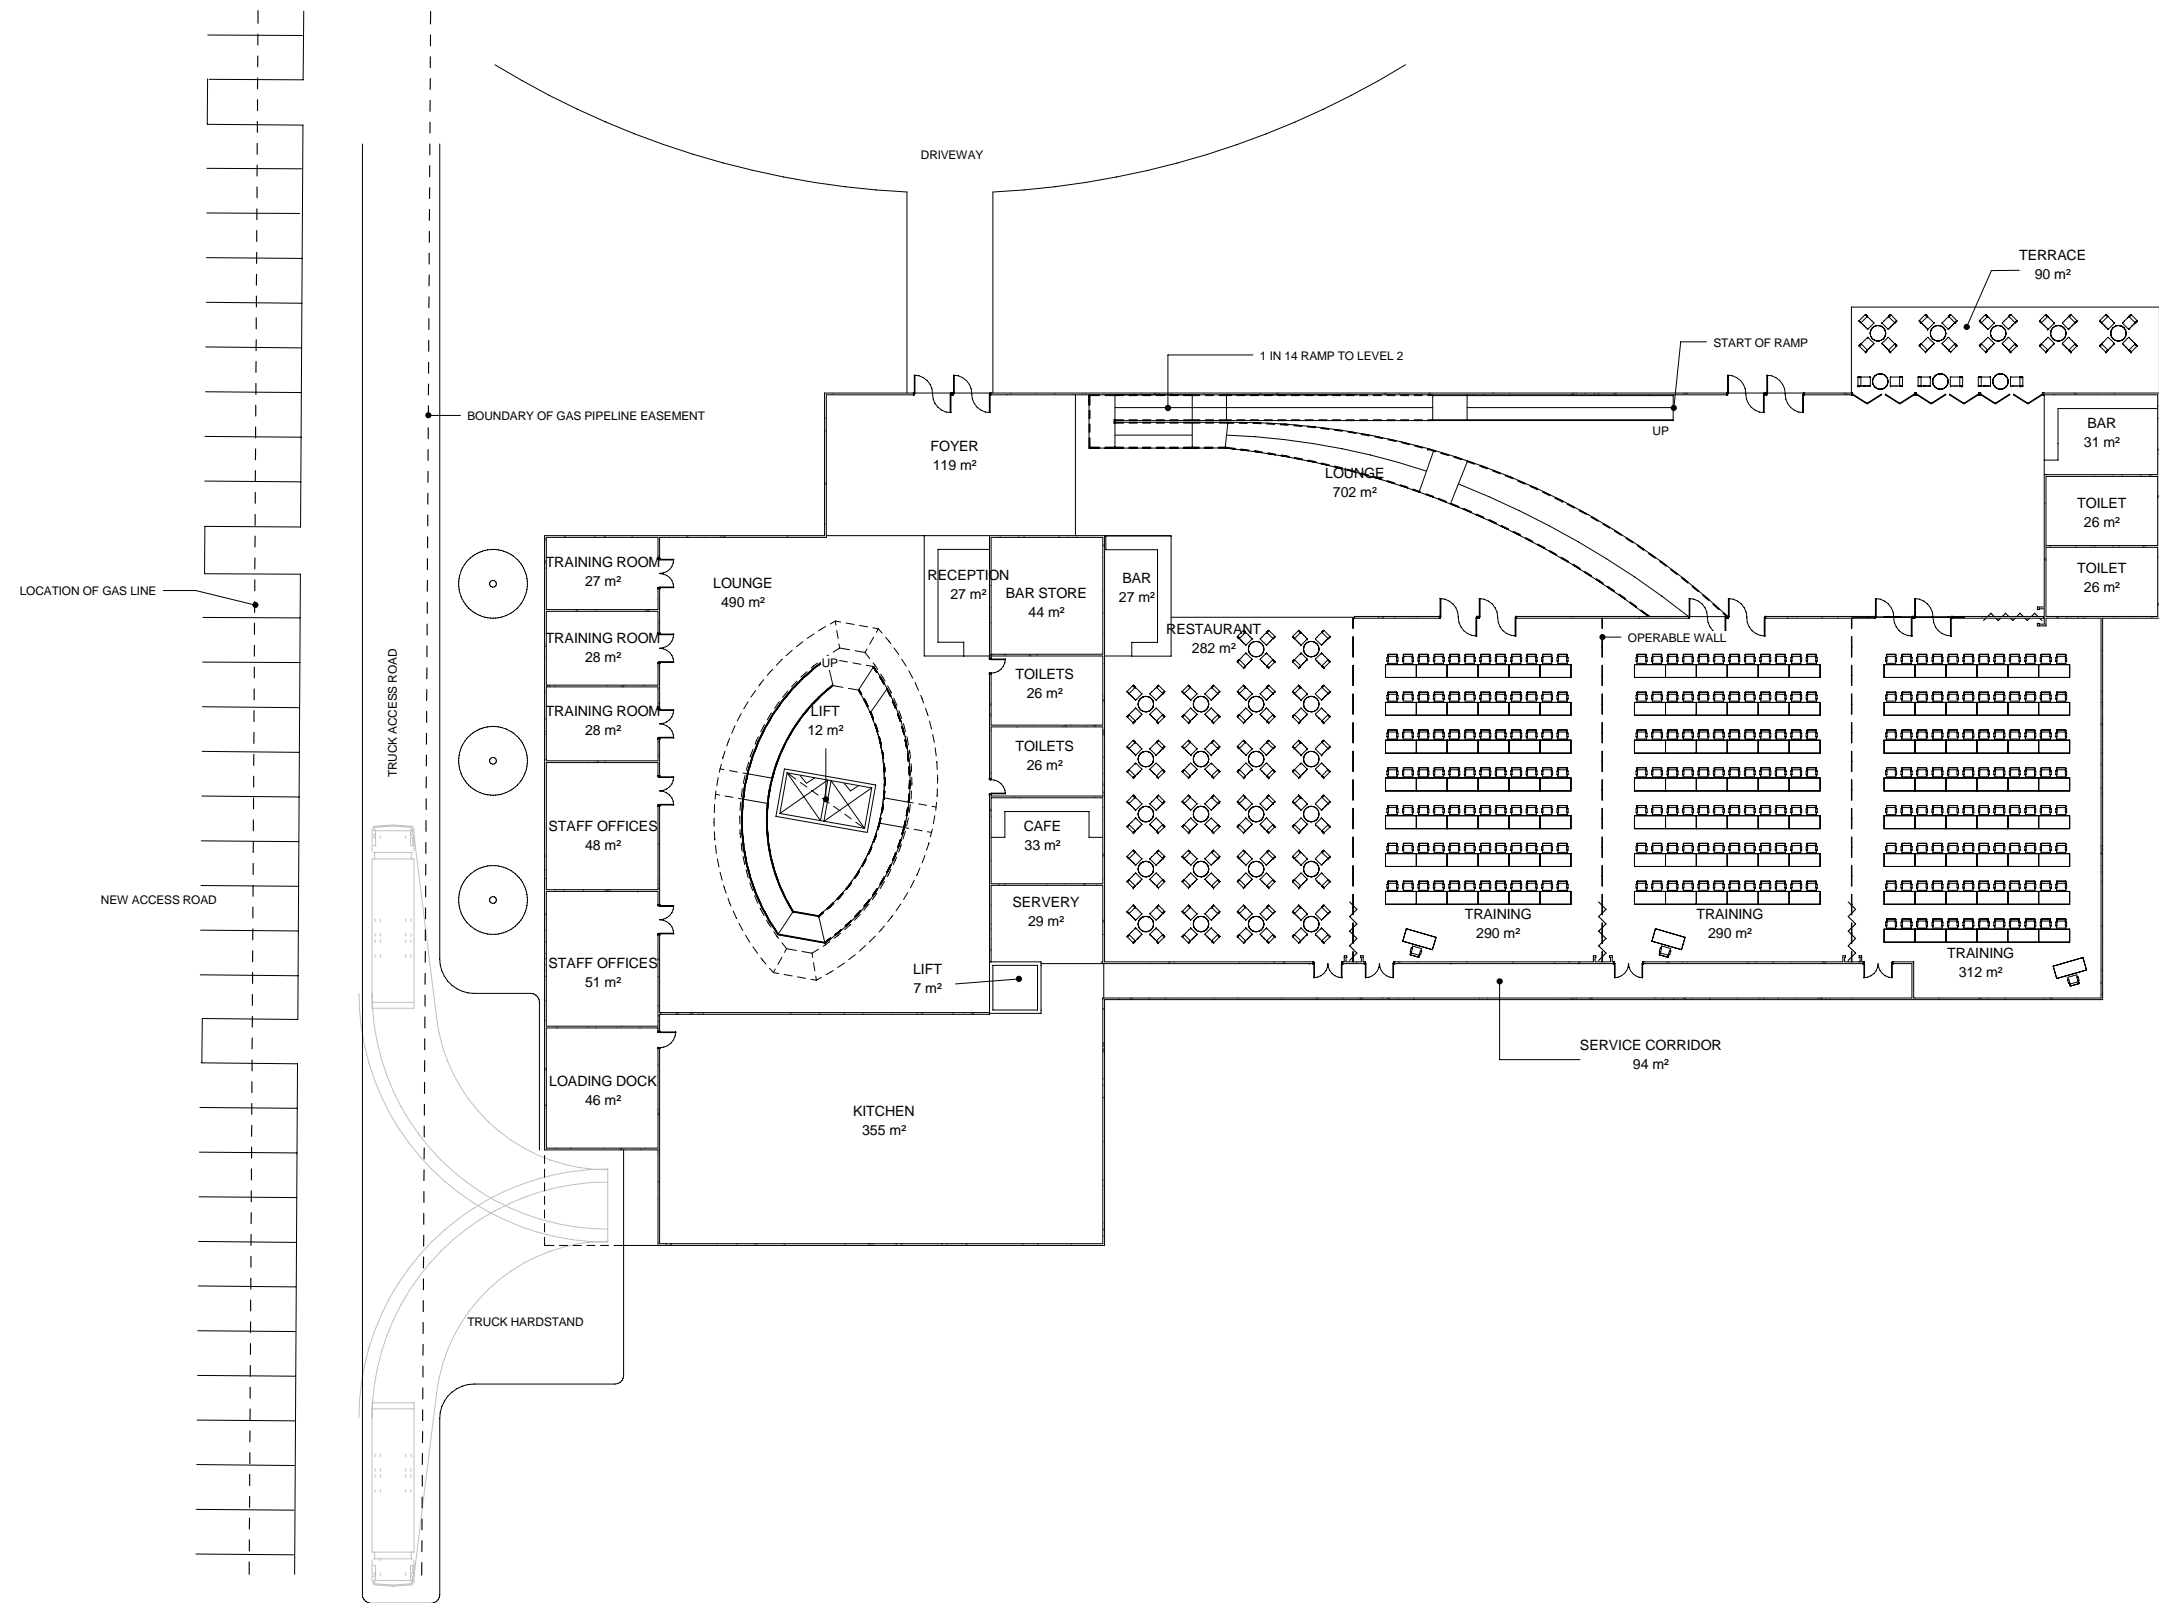 DRIVEWAY
TERRACE
90 m²
START OF RAMP
1 IN 14 RAMP TO LEVEL 2
BOUNDARY OF GAS PIPELINE EASEMENT
UP
BAR
31 m²
FOYER
119 m²
LOUNGE
702 m²
TOILET
26 m²
TOILET
26 m²
LOCATION OF GAS LINE
TRAINING ROOM
27 m²
LOUNGE
490 m²
RECEPTION
27 m²
BAR STORE
44 m²
BAR
27 m²
RESTAURANT
282 m²
OPERABLE WALL
TRAINING ROOM
28 m²
UP
TOILETS
26 m²
TRUCK ACCESS ROAD
TRAINING ROOM
28 m²
LIFT
12 m²
TOILETS
26 m²
STAFF OFFICES
48 m²
CAFE
33 m²
NEW ACCESS ROAD
SERVERY
29 m²
TRAINING
290 m²
TRAINING
290 m²
TRAINING
312 m²
STAFF OFFICES
51 m²
LIFT
7 m²
SERVICE CORRIDOR
94 m²
LOADING DOCK
46 m²
KITCHEN
355 m²
TRUCK HARDSTAND